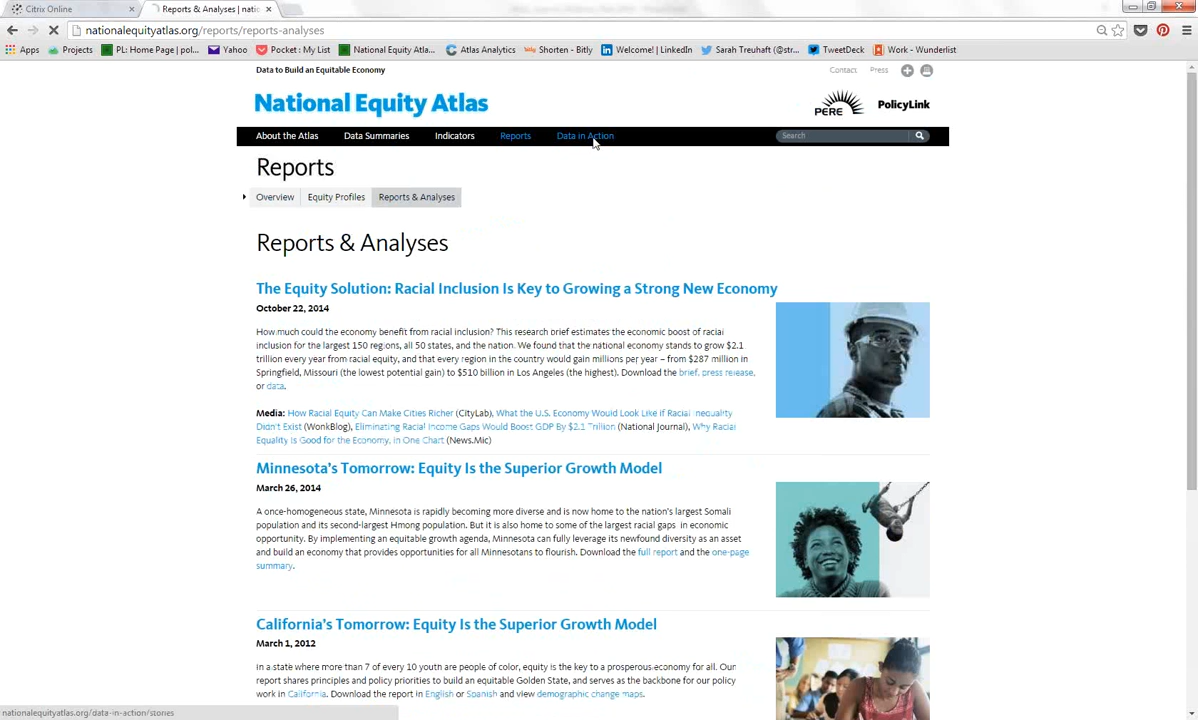 Citrix Online
Reports & Analyses | natio
nationalequityatlas.org/reports/reports-analyses
Apps Projects PL: Home Page | pol... Yahoo Pocket : My List National Equity Atla... Atlas Analytics Shorten - Bitly Welcome! | LinkedIn Sarah Treuhaft (@str... TweetDeck Work - Wunderlist
Data to Build an Equitable Economy
Contact Press
National Equity Atlas
PERE PolicyLink
About the Atlas Data Summaries Indicators Reports Data in Action Search
Reports
Overview Equity Profiles Reports & Analyses
Reports & Analyses
The Equity Solution: Racial Inclusion Is Key to Growing a Strong New Economy
October 22, 2014
How much could the economy benefit from racial inclusion? This research brief estimates the economic boost of racial
inclusion for the largest 150 regions, all 50 states, and the nation. We found that the national economy stands to grow $2.1
trillion every year from racial equity, and that every region in the country would gain millions per year – from $287 million in
Springfield, Missouri (the lowest potential gain) to $510 billion in Los Angeles (the highest). Download the brief, press release,
or data.
Media: How Racial Equity Can Make Cities Richer (CityLab), What the U.S. Economy Would Look Like if Racial Inequality
Didn't Exist (WonkBlog), Eliminating Racial Income Gaps Would Boost GDP By $2.1 Trillion (National Journal), Why Racial
Equality Is Good for the Economy, in One Chart (News.Mic)
Minnesota's Tomorrow: Equity Is the Superior Growth Model
March 26, 2014
A once-homogeneous state, Minnesota is rapidly becoming more diverse and is now home to the nation's largest Somali
population and its second-largest Hmong population. But it is also home to some of the largest racial gaps in economic
opportunity. By implementing an equitable growth agenda, Minnesota can fully leverage its newfound diversity as an asset
and build an economy that provides opportunities for all Minnesotans to flourish. Download the full report and the one-page
summary.
California's Tomorrow: Equity Is the Superior Growth Model
March 1, 2012
In a state where more than 7 of every 10 youth are people of color, equity is the key to a prosperous economy for all. Our
report shares principles and policy priorities to build an equitable Golden State, and serves as the backbone for our policy
work in California. Download the report in English or Spanish and view demographic change maps.
nationalequityatlas.org/data-in-action/stories